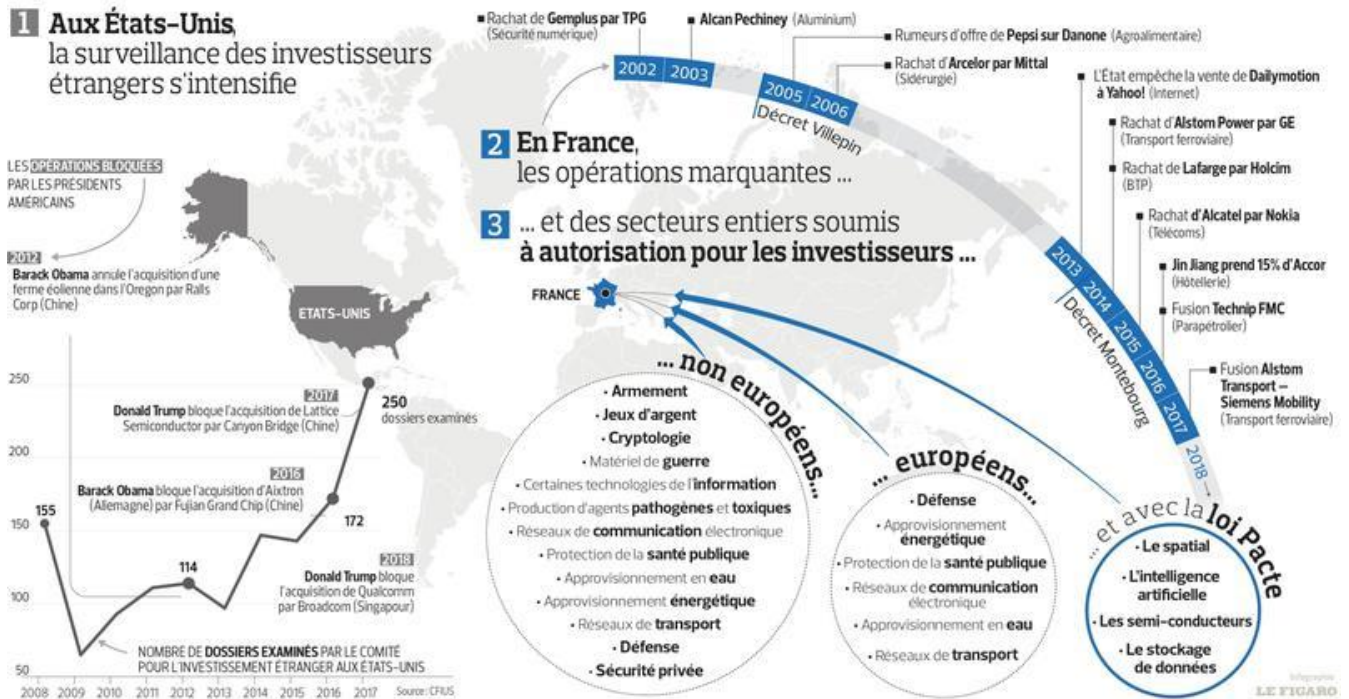 1 Aux États-Unis,
la surveillance des investisseurs
étrangers s'intensifie
LES OPÉRATIONS BLOQUÉES
PAR LES PRÉSIDENTS
AMÉRICAINS
2012
Barack Obama annule l'acquisition d'une
ferme éolienne dans l'Oregon par Ralls
Corp (Chine)
ETATS-UNIS
2017
Donald Trump bloque l'acquisition de Lattice
Semiconductor par Canyon Bridge (Chine)
250
dossiers examinés
2016
Barack Obama bloque l'acquisition d'Aixtron
(Allemagne) par Fujian Grand Chip (Chine)
172
155
114
2018
Donald Trump bloque
l'acquisition de Qualcomm
par Broadcom (Singapour)
NOMBRE DE DOSSIERS EXAMINÉS PAR LE COMITÉ
POUR L'INVESTISSEMENT ÉTRANGER AUX ÉTATS-UNIS
250
200
150
100
50
2008 2009 2010 2011 2012 2013 2014 2015 2016 2017
Source : CFIUS
2 En France,
les opérations marquantes ...
Rachat de Gemplus par TPG
(Sécurité numérique)
Alcan Pechiney (Aluminium)
Rumeurs d'offre de Pepsi sur Danone (Agroalimentaire)
Rachat d'Arcelor par Mittal
(Sidérurgie)
L'État empêche la vente de Dailymotion
à Yahoo! (Internet)
Rachat d'Alstom Power par GE
(Transport ferroviaire)
Rachat de Lafarge par Holcim
(BTP)
Rachat d'Alcatel par Nokia
(Télécoms)
Jin Jiang prend 15% d'Accor
(Hôtellerie)
Fusion Technip FMC
(Parapétrolier)
Fusion Alstom
Transport –
Siemens Mobility
(Transport ferroviaire)
2002 2003
2005 2006
Décret Villepin
2013 2014 2015 2016 2017
2018
Décret Montebourg
3 ... et des secteurs entiers soumis
à autorisation pour les investisseurs ...
FRANCE
... non européens...
• Armement
• Jeux d'argent
• Cryptologie
• Matériel de guerre
• Certaines technologies de l'information
• Production d'agents pathogènes et toxiques
• Réseaux de communication électronique
• Protection de la santé publique
• Approvisionnement en eau
• Approvisionnement énergétique
• Réseaux de transport
• Défense
• Sécurité privée
... européens...
• Défense
• Approvisionnement
énergétique
• Protection de la santé publique
• Réseaux de communication
électronique
• Approvisionnement en eau
• Réseaux de transport
... et avec la loi Pacte
• Le spatial
• L'intelligence
artificielle
• Les semi-conducteurs
• Le stockage
de données
Infographie
LE FIGARO